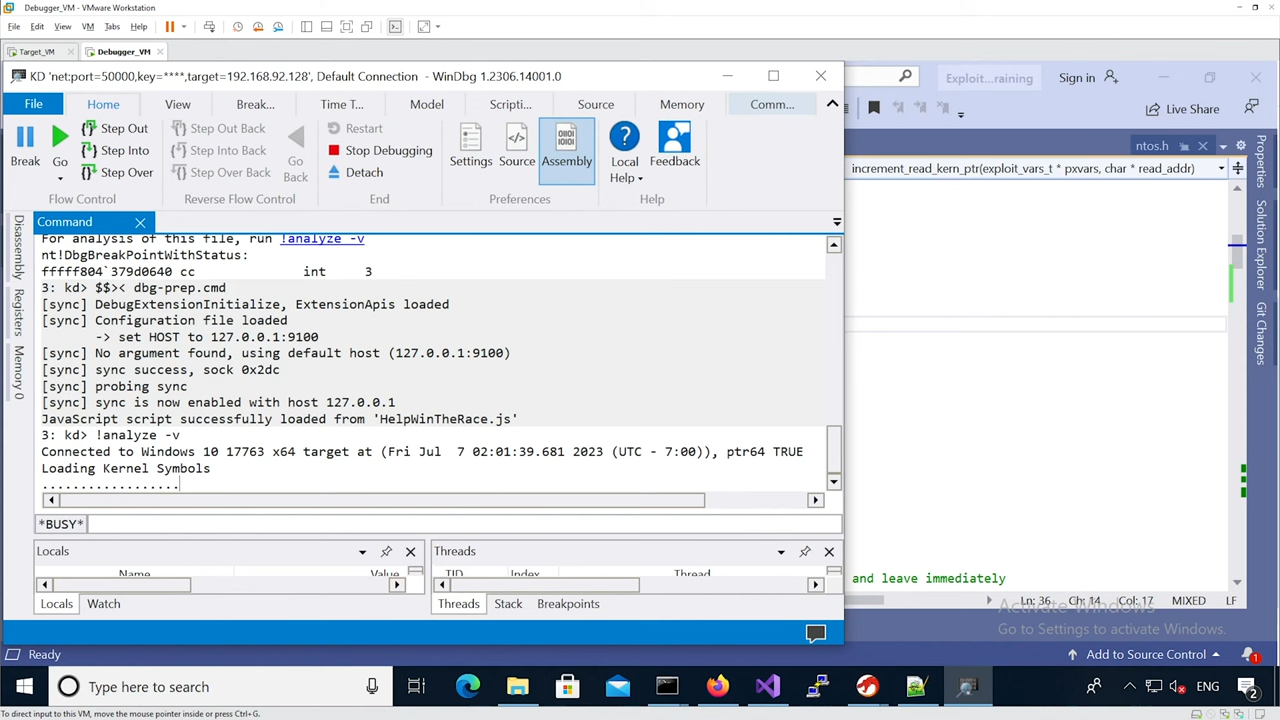 Debugger_VM - VMware Workstation
File Edit View VM Tabs Help
Target_VM
Debugger_VM
KD 'net:port=50000,key=****,target=192.168.92.128', Default Connection - WinDbg 1.2306.14001.0
Exploit...raining
Sign in
File Home View Break... Time T... Model Scripti... Source Memory Comm...
Live Share
Break
Go
Step Out
Step Into
Step Over
Step Out Back
Step Into Back
Step Over Back
Go Back
Restart
Stop Debugging
Detach
Settings
Source
Assembly
Local Help
Feedback
Flow Control
Reverse Flow Control
End
Preferences
Help
ntos.h
increment_read_kern_ptr(exploit_vars_t * pxvars, char * read_addr)
Properties
Solution Explorer
Git Changes
Disassembly
Registers
Memory 0
Command
For analysis of this file, run !analyze -v
nt!DbgBreakPointWithStatus:
fffff804`379d0640 cc int 3
3: kd> $$>< dbg-prep.cmd
[sync] DebugExtensionInitialize, ExtensionApis loaded
[sync] Configuration file loaded
-> set HOST to 127.0.0.1:9100
[sync] No argument found, using default host (127.0.0.1:9100)
[sync] sync success, sock 0x2dc
[sync] probing sync
[sync] sync is now enabled with host 127.0.0.1
JavaScript script successfully loaded from 'HelpWinTheRace.js'
3: kd> !analyze -v
Connected to Windows 10 17763 x64 target at (Fri Jul 7 02:01:39.681 2023 (UTC - 7:00)), ptr64 TRUE
Loading Kernel Symbols
..................
*BUSY*
Locals
Name Value
Locals Watch
Threads
TID Index Thread
Threads Stack Breakpoints
and leave immediately
Ln: 36 Ch: 14 Col: 17 MIXED LF
Activate Windows
Go to Settings to activate Windows.
Ready
Add to Source Control
1
Type here to search
ENG
2
To direct input to this VM, move the mouse pointer inside or press Ctrl+G.